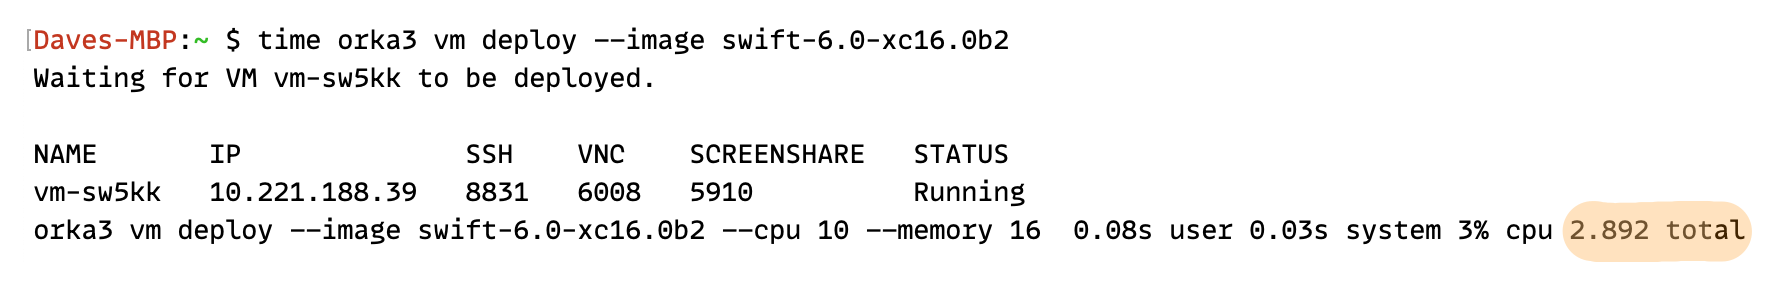 Daves-MBP:~ $ time orka3 vm deploy --image swift-6.0-xc16.0b2
Waiting for VM vm-sw5kk to be deployed.
NAME IP SSH VNC SCREENSHARE STATUS
vm-sw5kk 10.221.188.39 8831 6008 5910 Running
orka3 vm deploy --image swift-6.0-xc16.0b2 --cpu 10 --memory 16 0.08s user 0.03s system 3% cpu 2.892 total